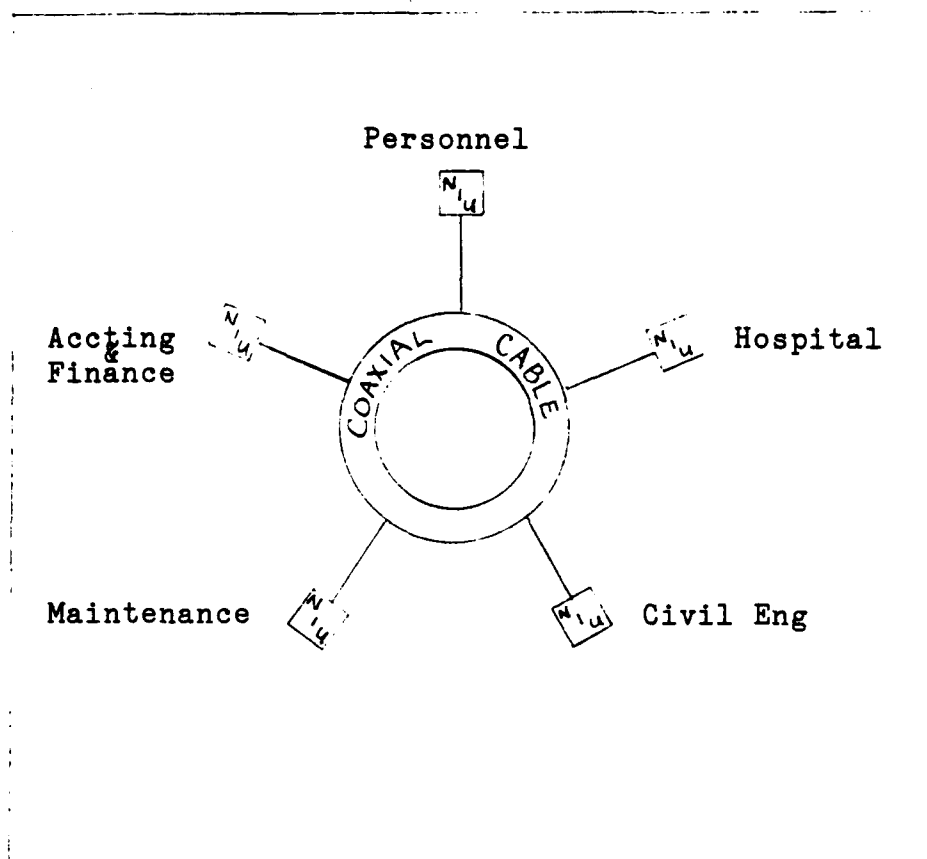 Personnel
NIU
Accting
&
Finance
NIU
COAXIAL CABLE
NIU
Hospital
Maintenance
NIU
NIU
Civil Eng